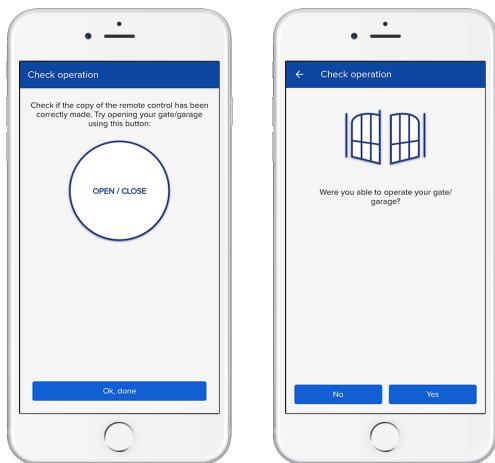 Check operation
Check if the copy of the remote control has been
correctly made. Try opening your gate/garage
using this button:
OPEN / CLOSE
Ok, done
Check operation
Were you able to operate your gate/
garage?
No
Yes